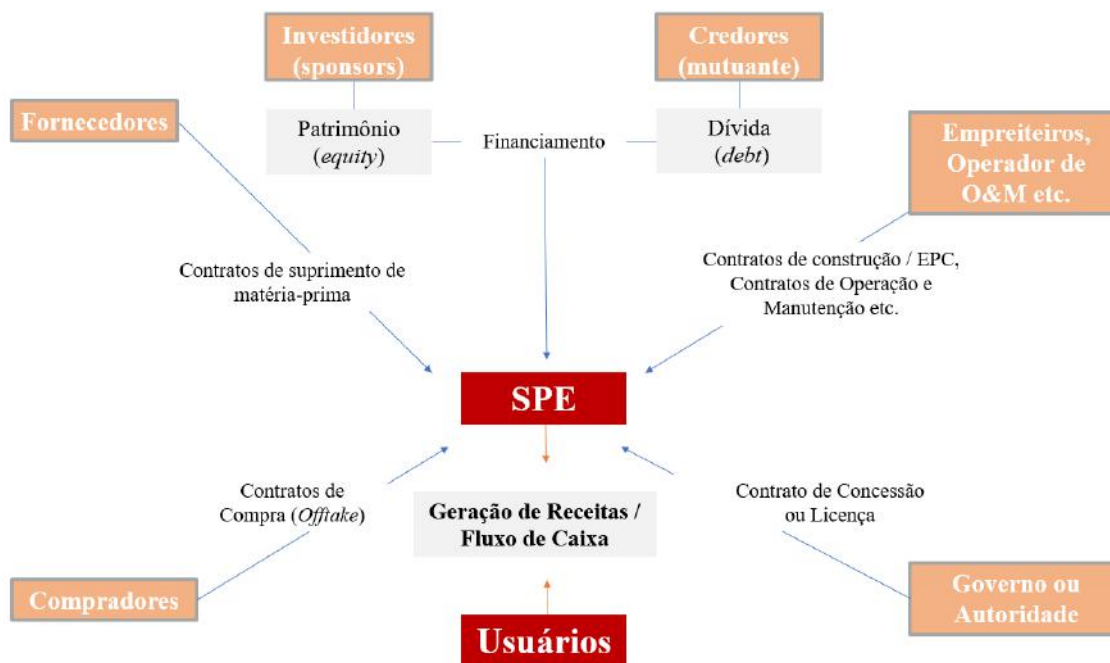 Investidores
(sponsors)
Credores
(mutuante)
Fornecedores
Patrimônio
(equity)
Financiamento
Dívida
(debt)
Empreiteiros,
Operador de
O&M etc.
Contratos de suprimento de
matéria-prima
Contratos de construção / EPC,
Contratos de Operação e
Manutenção etc.
SPE
Contratos de
Compra (Offtake)
Geração de Receitas /
Fluxo de Caixa
Contrato de Concessão
ou Licença
Compradores
Governo ou
Autoridade
Usuários